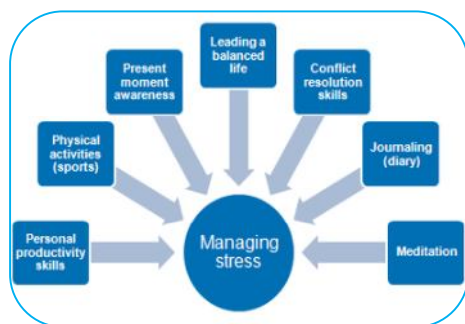 Leading a
balanced
life
Present
moment
awareness
Conflict
resolution
skills
Physical
activities
(sports)
Journaling
(diary)
Personal
productivity
skills
Managing
stress
Meditation